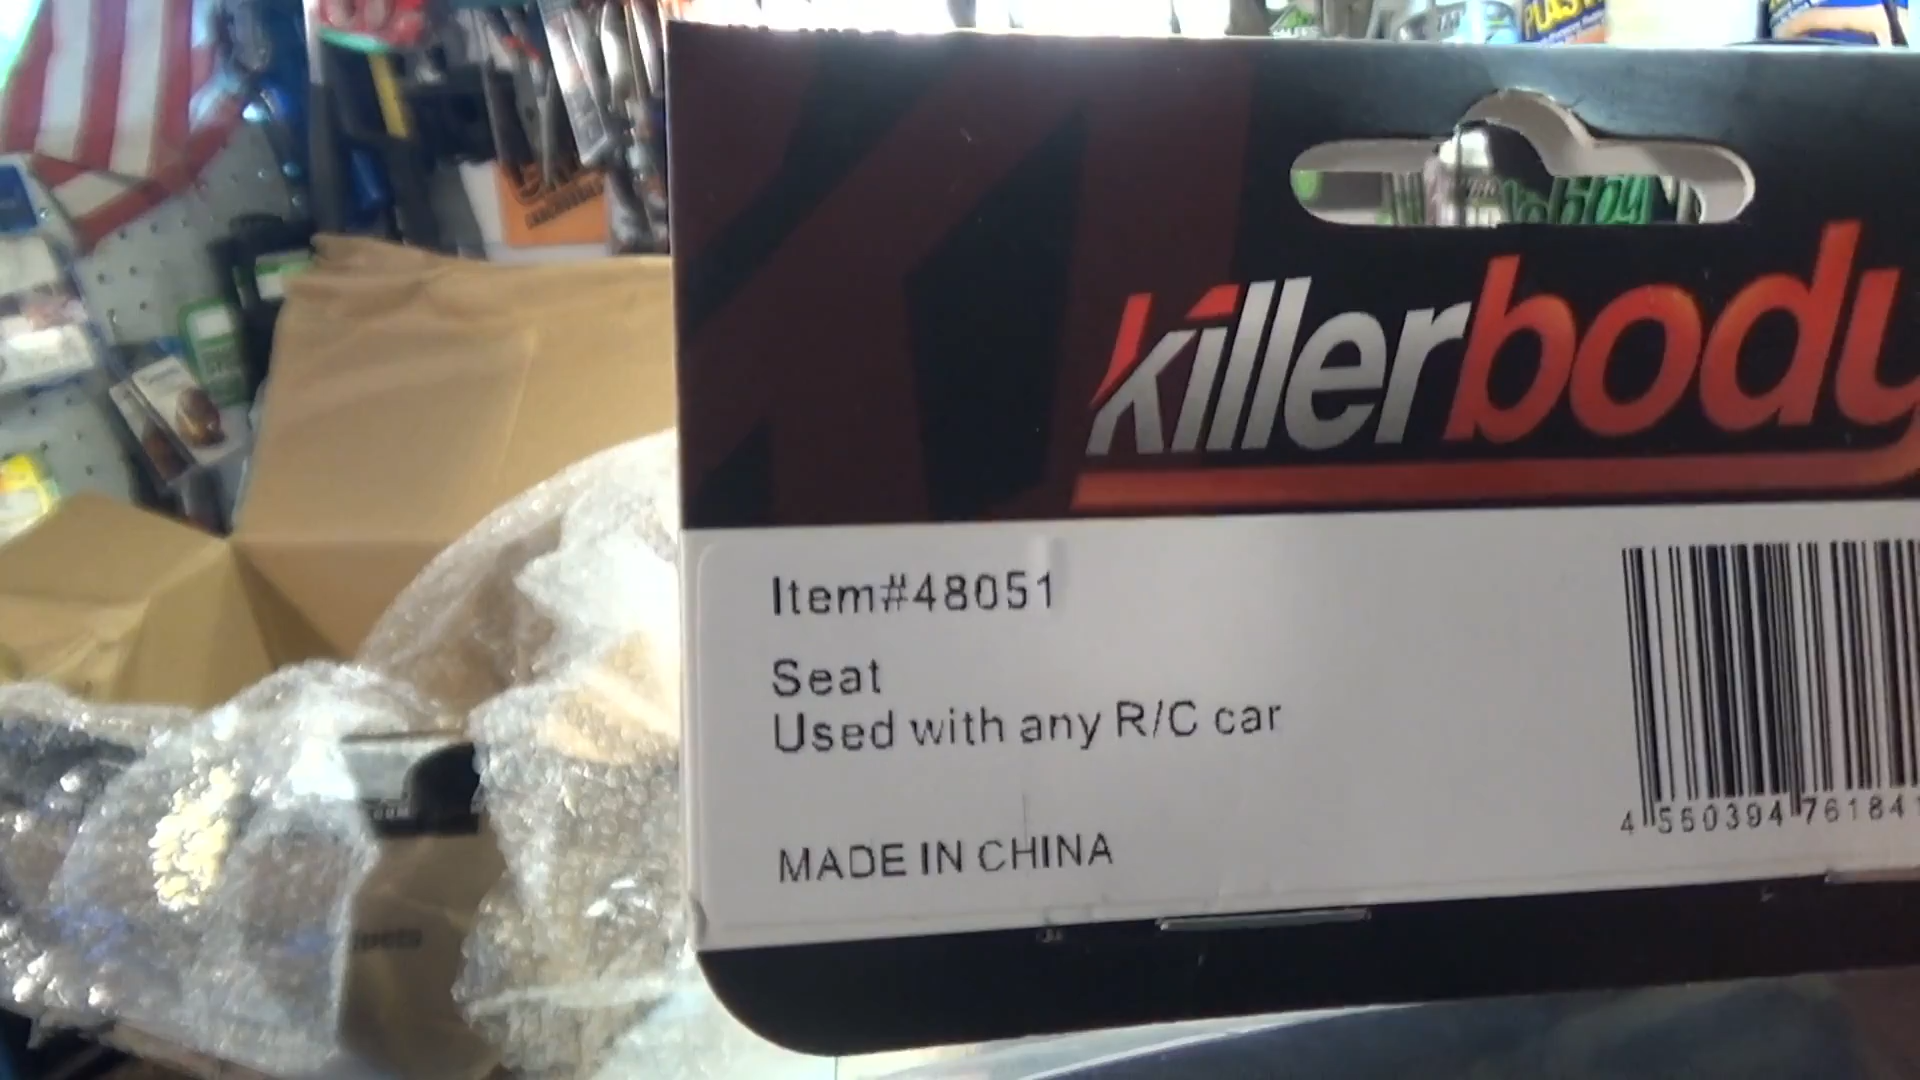 killerbody
Item#48051
Seat
Used with any R/C car
MADE IN CHINA
4 560394 76184